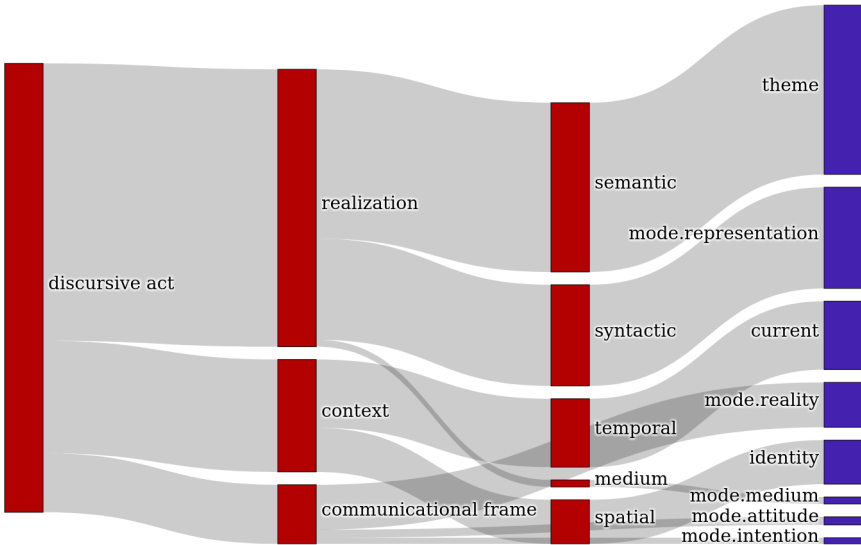 discursive act
realization
context
communicational frame
semantic
syntactic
temporal
medium
spatial
theme
mode.representation
current
mode.reality
identity
mode.medium
mode.attitude
mode.intention